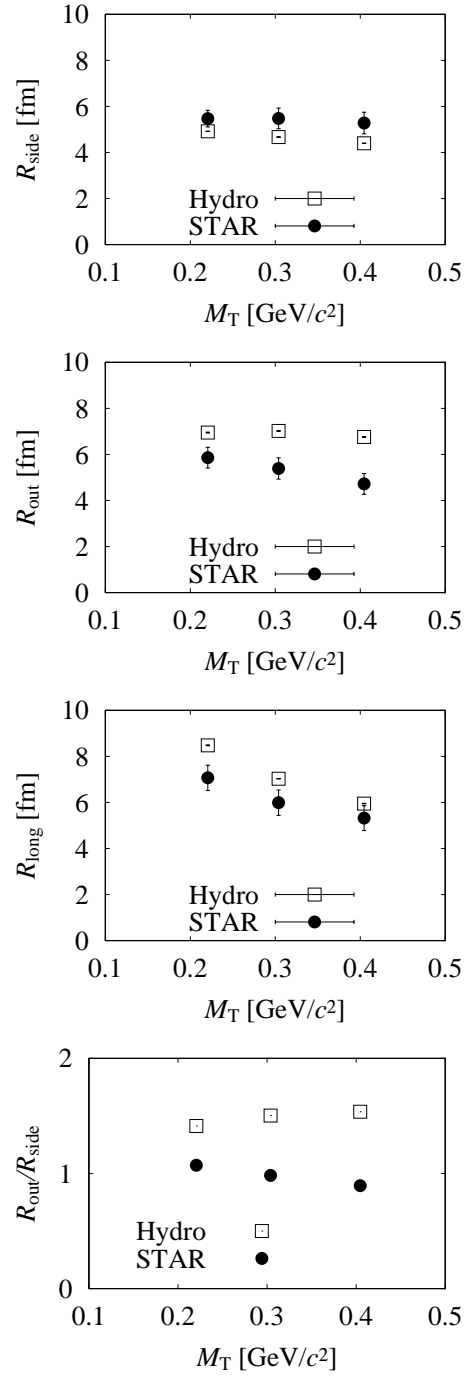 10
8
6
4
2
0
R_side [fm]
Hydro
STAR
0.1 0.2 0.3 0.4 0.5
M_T [GeV/c²]
10
8
6
4
2
0
R_out [fm]
Hydro
STAR
0.1 0.2 0.3 0.4 0.5
M_T [GeV/c²]
10
8
6
4
2
0
R_long [fm]
Hydro
STAR
0.1 0.2 0.3 0.4 0.5
M_T [GeV/c²]
2
1
0
R_out/R_side
Hydro
STAR
0.1 0.2 0.3 0.4 0.5
M_T [GeV/c²]